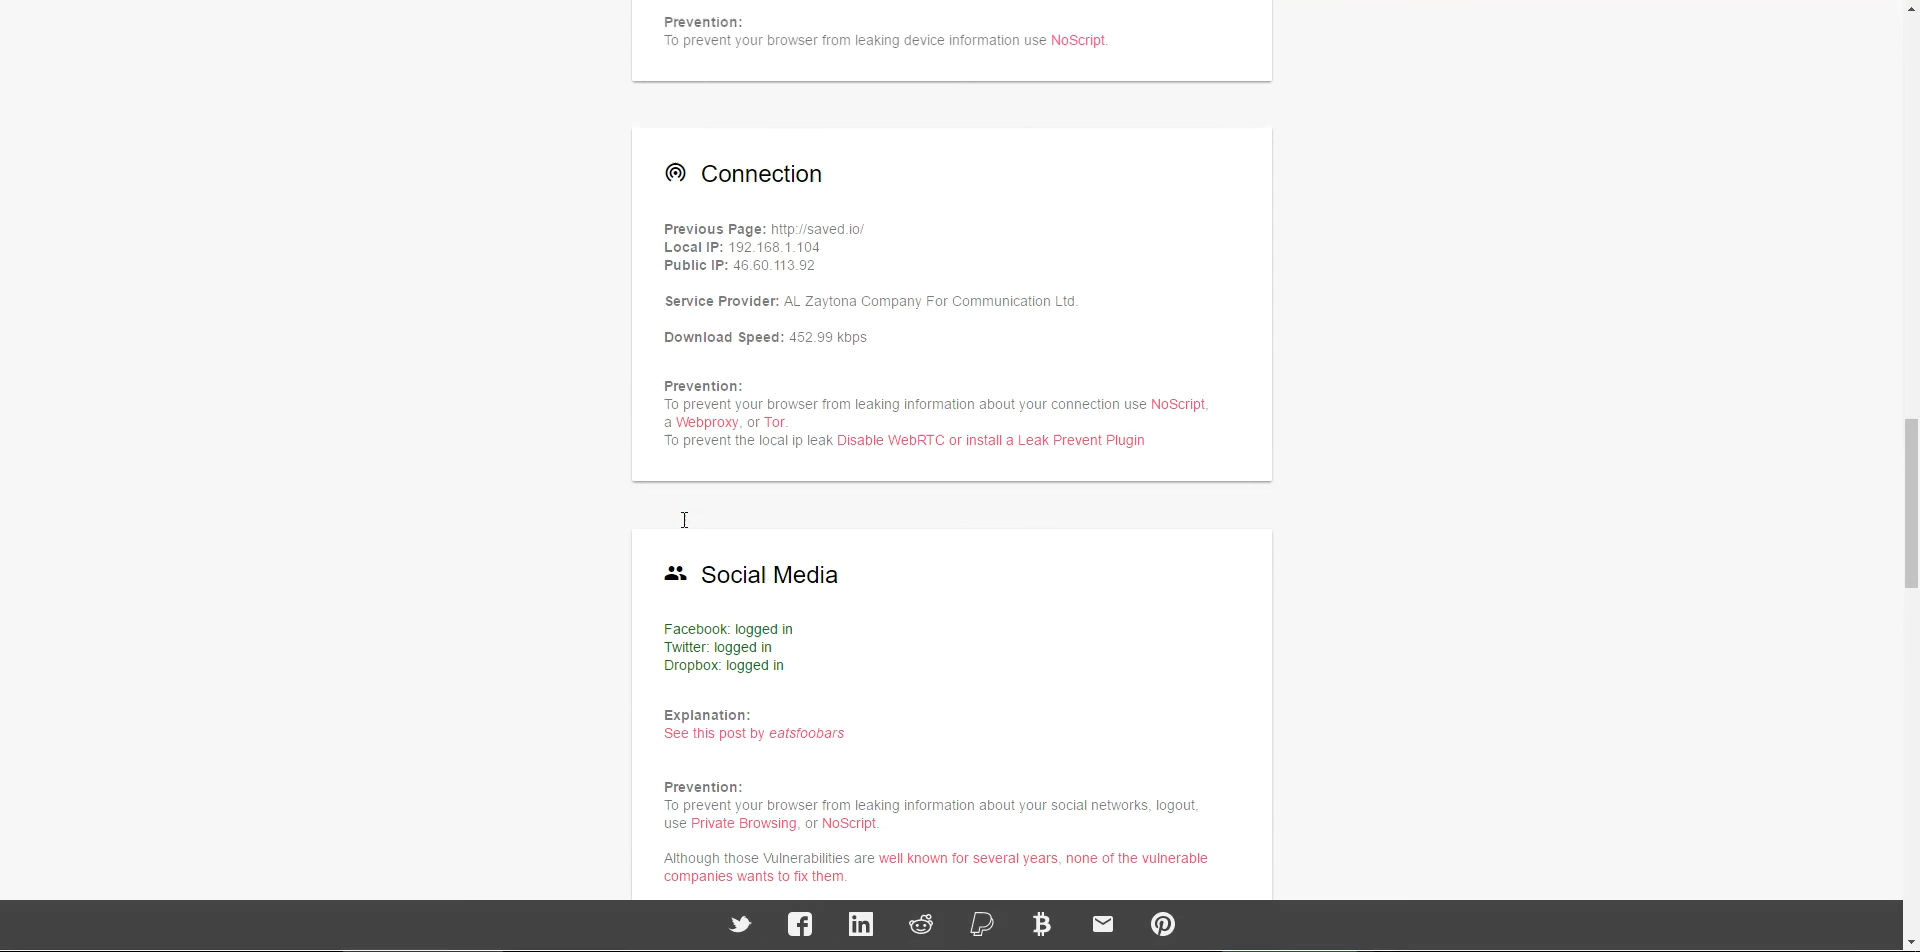 Prevention:
To prevent your browser from leaking device information use NoScript.
Connection
Previous Page: http://saved.io/
Local IP: 192.168.1.104
Public IP: 46.60.113.92
Service Provider: AL Zaytona Company For Communication Ltd.
Download Speed: 452.99 kbps
Prevention:
To prevent your browser from leaking information about your connection use NoScript,
a Webproxy, or Tor.
To prevent the local ip leak Disable WebRTC or install a Leak Prevent Plugin
Social Media
Facebook: logged in
Twitter: logged in
Dropbox: logged in
Explanation:
See this post by eatsfoobars
Prevention:
To prevent your browser from leaking information about your social networks, logout,
use Private Browsing, or NoScript.
Although those Vulnerabilities are well known for several years, none of the vulnerable
companies wants to fix them.